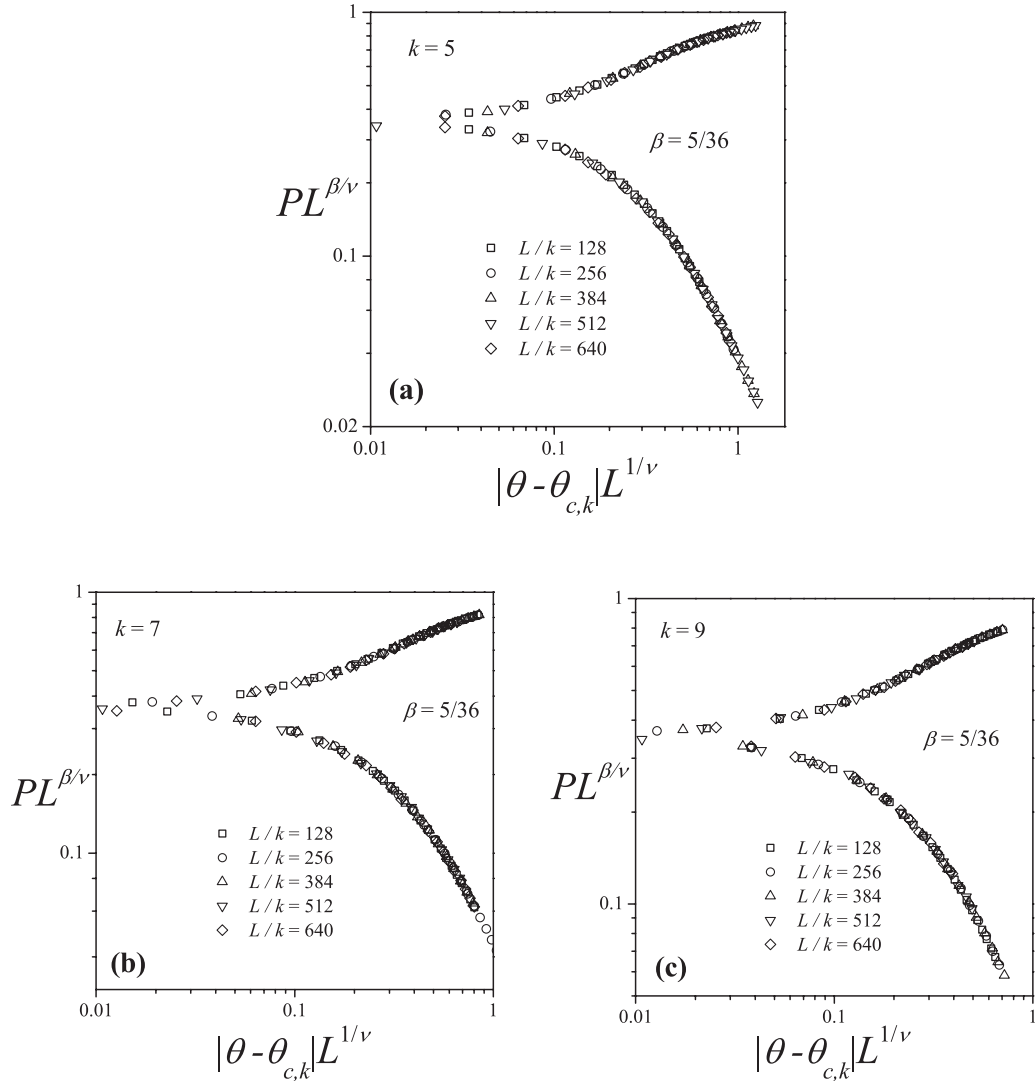 1
k = 5
β = 5/36
PL^{β/ν}
0.1
L / k = 128
L / k = 256
L / k = 384
L / k = 512
L / k = 640
(a)
0.02
0.01
0.1
1
|θ - θ_{c,k}|L^{1/ν}
1
k = 7
β = 5/36
PL^{β/ν}
0.1
L / k = 128
L / k = 256
L / k = 384
L / k = 512
L / k = 640
(b)
0.01
0.1
1
|θ - θ_{c,k}|L^{1/ν}
1
k = 9
β = 5/36
PL^{β/ν}
0.1
L / k = 128
L / k = 256
L / k = 384
L / k = 512
L / k = 640
(c)
0.01
0.1
1
|θ - θ_{c,k}|L^{1/ν}